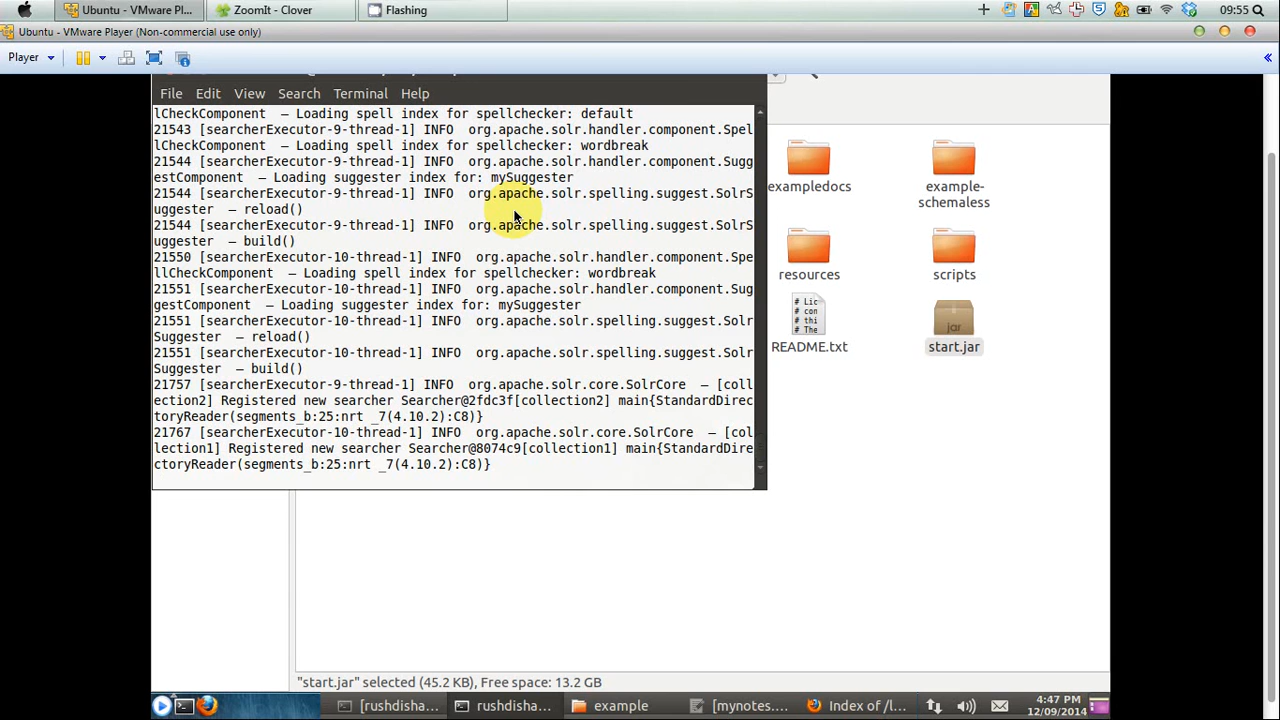 Ubuntu - VMware Pl...
ZoomIt - Clover
Flashing
09:55
Ubuntu - VMware Player (Non-commercial use only)
Player
File Edit View Search Terminal Help
lCheckComponent  – Loading spell index for spellchecker: default
21543 [searcherExecutor-9-thread-1] INFO  org.apache.solr.handler.component.Spel
lCheckComponent  – Loading spell index for spellchecker: wordbreak
21544 [searcherExecutor-9-thread-1] INFO  org.apache.solr.handler.component.Sugg
estComponent  – Loading suggester index for: mySuggester
21544 [searcherExecutor-9-thread-1] INFO  org.apache.solr.spelling.suggest.SolrS
uggester  – reload()
21544 [searcherExecutor-9-thread-1] INFO  org.apache.solr.spelling.suggest.SolrS
uggester  – build()
21550 [searcherExecutor-10-thread-1] INFO  org.apache.solr.handler.component.Spe
llCheckComponent  – Loading spell index for spellchecker: wordbreak
21551 [searcherExecutor-10-thread-1] INFO  org.apache.solr.handler.component.Sug
gestComponent  – Loading suggester index for: mySuggester
21551 [searcherExecutor-10-thread-1] INFO  org.apache.solr.spelling.suggest.Solr
Suggester  – reload()
21551 [searcherExecutor-10-thread-1] INFO  org.apache.solr.spelling.suggest.Solr
Suggester  – build()
21757 [searcherExecutor-9-thread-1] INFO  org.apache.solr.core.SolrCore  – [coll
ection2] Registered new searcher Searcher@2fdc3f[collection2] main{StandardDirec
toryReader(segments_b:25:nrt _7(4.10.2):C8)}
21767 [searcherExecutor-10-thread-1] INFO  org.apache.solr.core.SolrCore  – [col
lection1] Registered new searcher Searcher@8074c9[collection1] main{StandardDire
ctoryReader(segments_b:25:nrt _7(4.10.2):C8)}
exampledocs
example-
schemaless
resources
scripts
# Lic
con
thi
# The
README.txt
jar
start.jar
"start.jar" selected (45.2 KB), Free space: 13.2 GB
[rushdisha...
rushdisha...
example
[mynotes....
Index of /l...
4:47 PM
12/09/2014